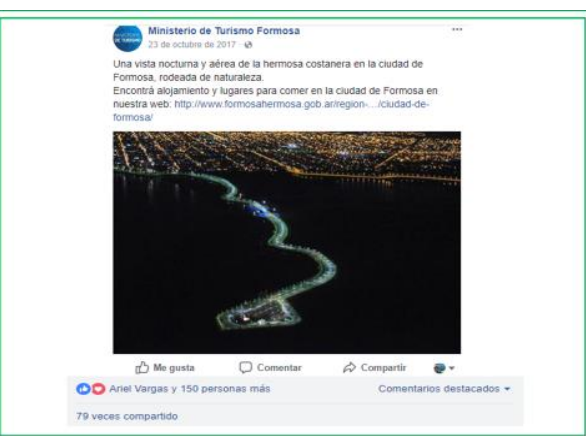 Ministerio de Turismo Formosa
23 de octubre de 2017
Una vista nocturna y aérea de la hermosa costanera en la ciudad de
Formosa, rodeada de naturaleza.
Encontrá alojamiento y lugares para comer en la ciudad de Formosa en
nuestra web: http://www.formosahermosa.gob.ar/region-.../ciudad-de-
formosa/
Me gusta Comentar Compartir
Ariel Vargas y 150 personas más Comentarios destacados
79 veces compartido